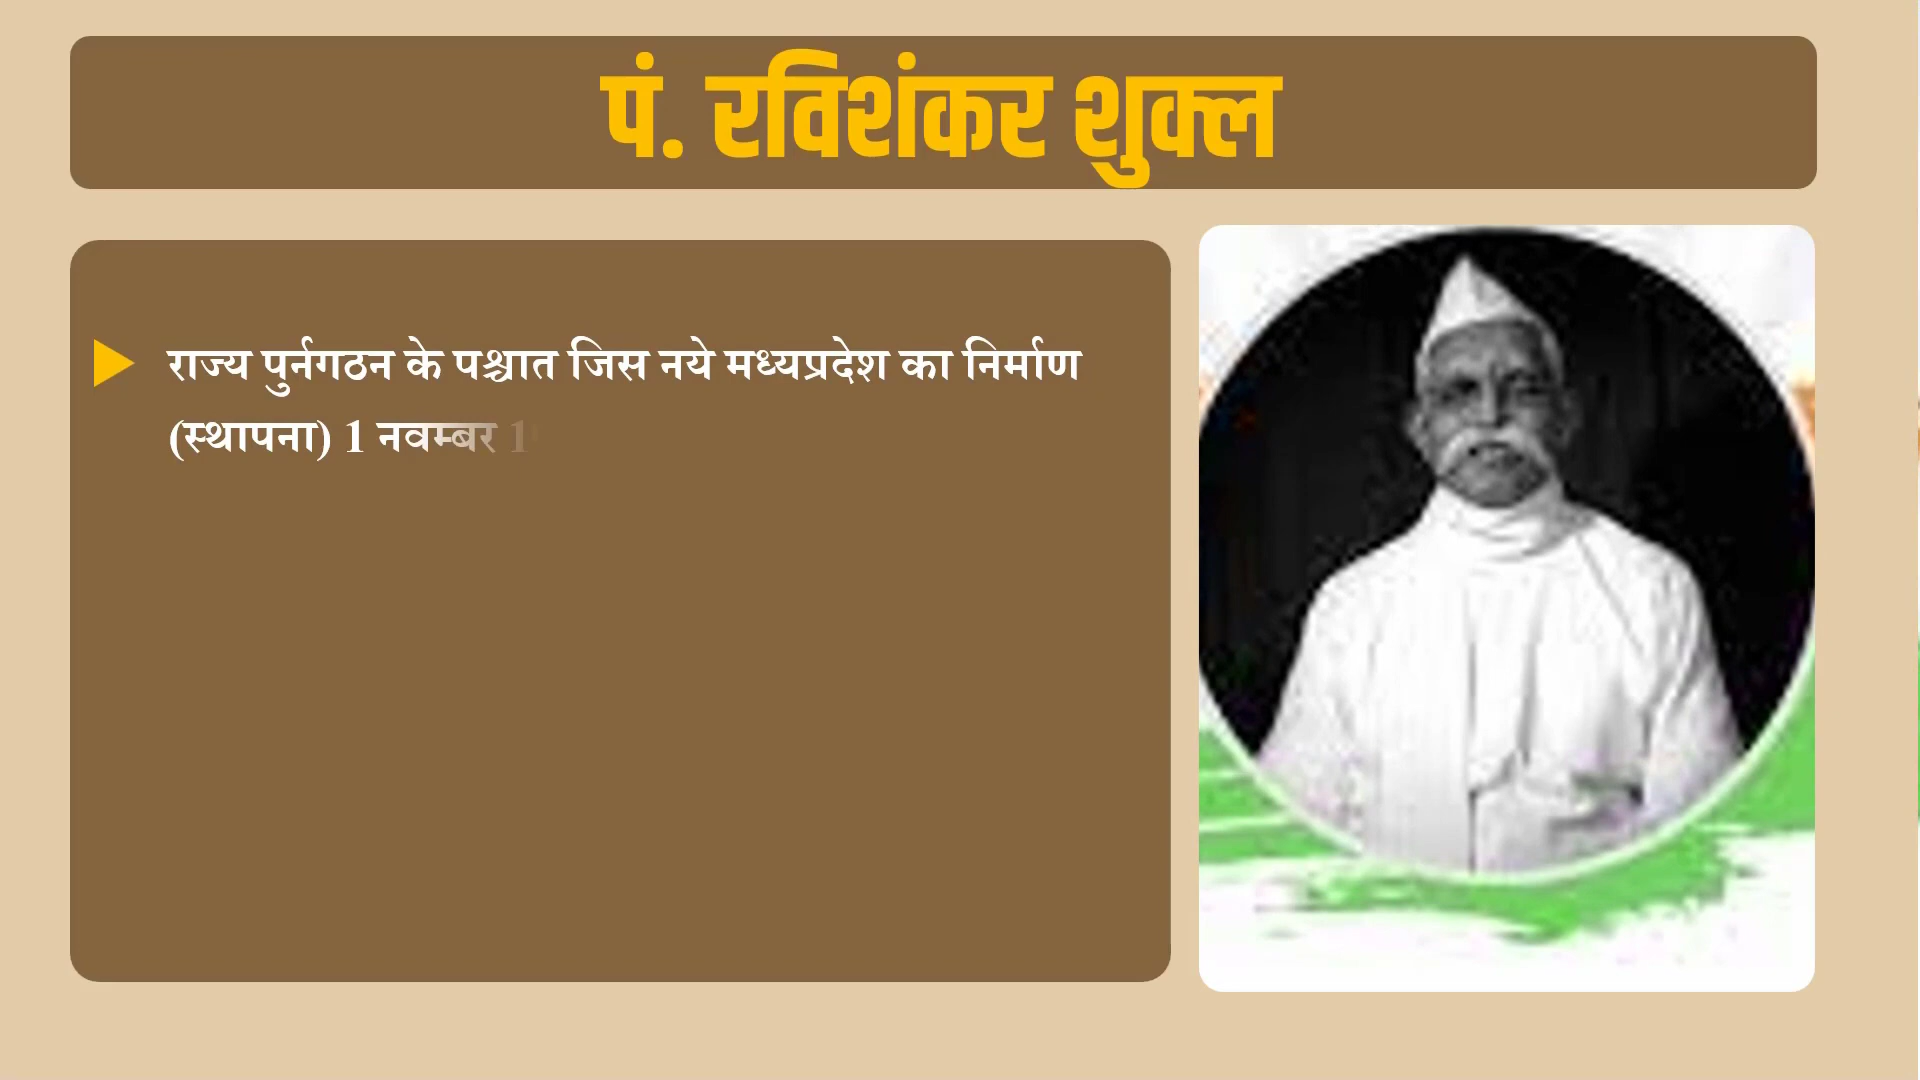 पं. रविशंकर शुक्ल
राज्य पुर्नगठन के पश्चात जिस नये मध्यप्रदेश का निर्माण
(स्थापना) 1 नवम्बर